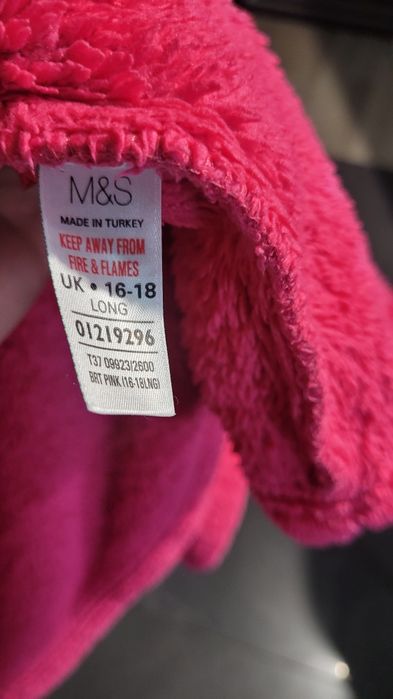 M&S
MADE IN TURKEY
KEEP AWAY FROM
FIRE & FLAMES
UK • 16-18
LONG
01219296
T37 09923/2600
BRT PINK (16-18LNG)